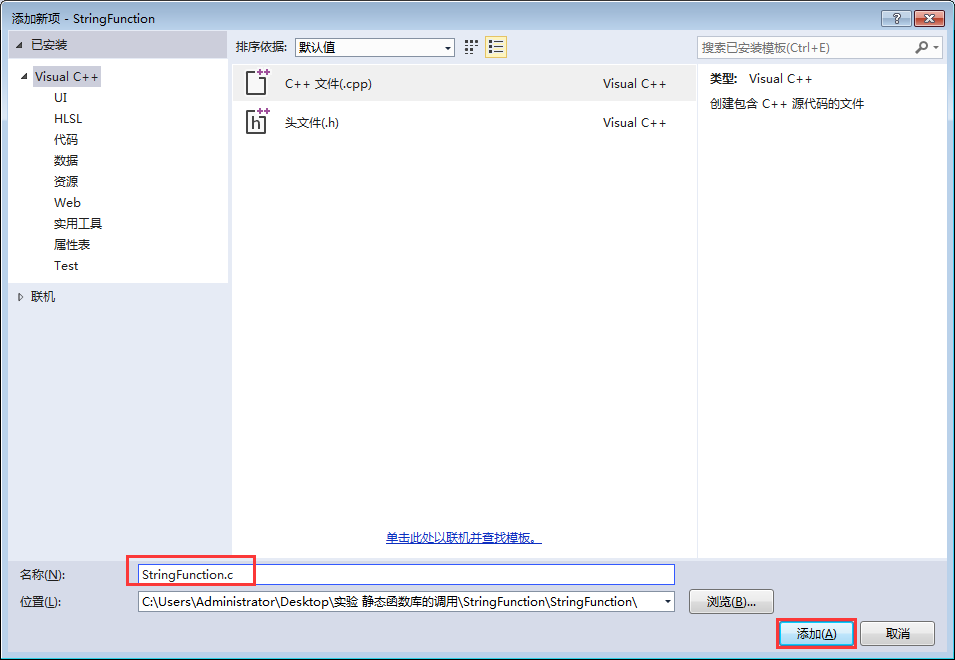 添加新项 - StringFunction
已安装
Visual C++
UI
HLSL
代码
数据
资源
Web
实用工具
属性表
Test
联机
排序依据: 默认值
C++ 文件(.cpp) Visual C++
头文件(.h) Visual C++
单击此处以联机并查找模板。
搜索已安装模板(Ctrl+E)
类型: Visual C++
创建包含 C++ 源代码的文件
名称(N): StringFunction.c
位置(L): C:\Users\Administrator\Desktop\实验 静态函数库的调用\StringFunction\StringFunction\
浏览(B)...
添加(A) 取消